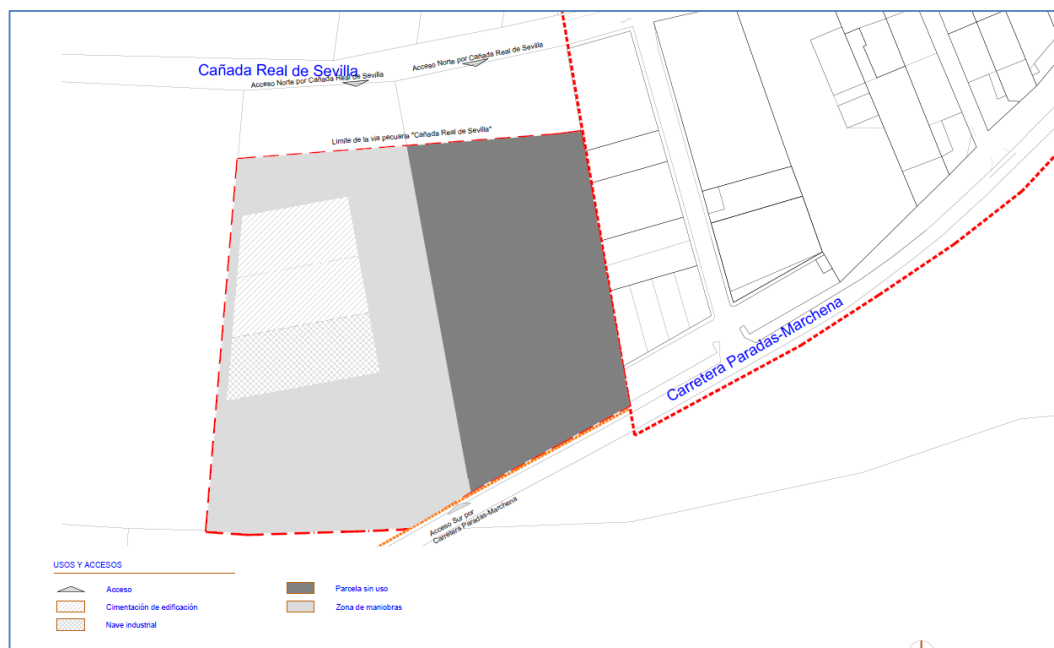 Acceso Norte por Cañada Real de Sevilla
Cañada Real de Sevilla
Acceso Norte por Cañada Real de Sevilla
Limite de la via pecuaria "Cañada Real de Sevilla"
Carretera Paradas-Marchena
Acceso Sur por
Carretera Paradas-Marchena
USOS Y ACCESOS
Acceso
Cimentación de edificación
Nave industrial
Parcela sin uso
Zona de maniobras